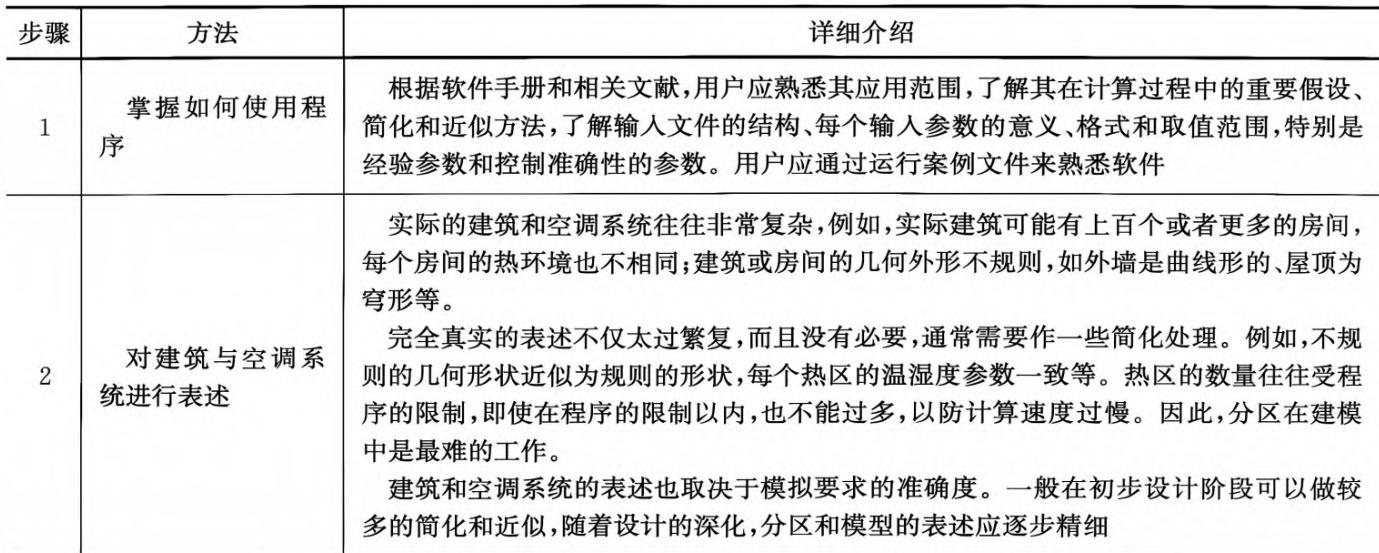 步骤 方法 详细介绍
1
掌握如何使用程
序
根据软件手册和相关文献,用户应熟悉其应用范围,了解其在计算过程中的重要假设、
简化和近似方法,了解输入文件的结构、每个输入参数的意义、格式和取值范围,特别是
经验参数和控制准确性的参数。用户应通过运行案例文件来熟悉软件
2
对建筑与空调系
统进行表述
实际的建筑和空调系统往往非常复杂,例如,实际建筑可能有上百个或者更多的房间,
每个房间的热环境也不相同;建筑或房间的几何外形不规则,如外墙是曲线形的、屋顶为
穹形等。
完全真实的表述不仅太过繁复,而且没有必要,通常需要作一些简化处理。例如,不规
则的几何形状近似为规则的形状,每个热区的温湿度参数一致等。热区的数量往往受程
序的限制,即使在程序的限制以内,也不能过多,以防计算速度过慢。因此,分区在建模
中是最难的工作。
建筑和空调系统的表述也取决于模拟要求的准确度。一般在初步设计阶段可以做较
多的简化和近似,随着设计的深化,分区和模型的表述应逐步精细